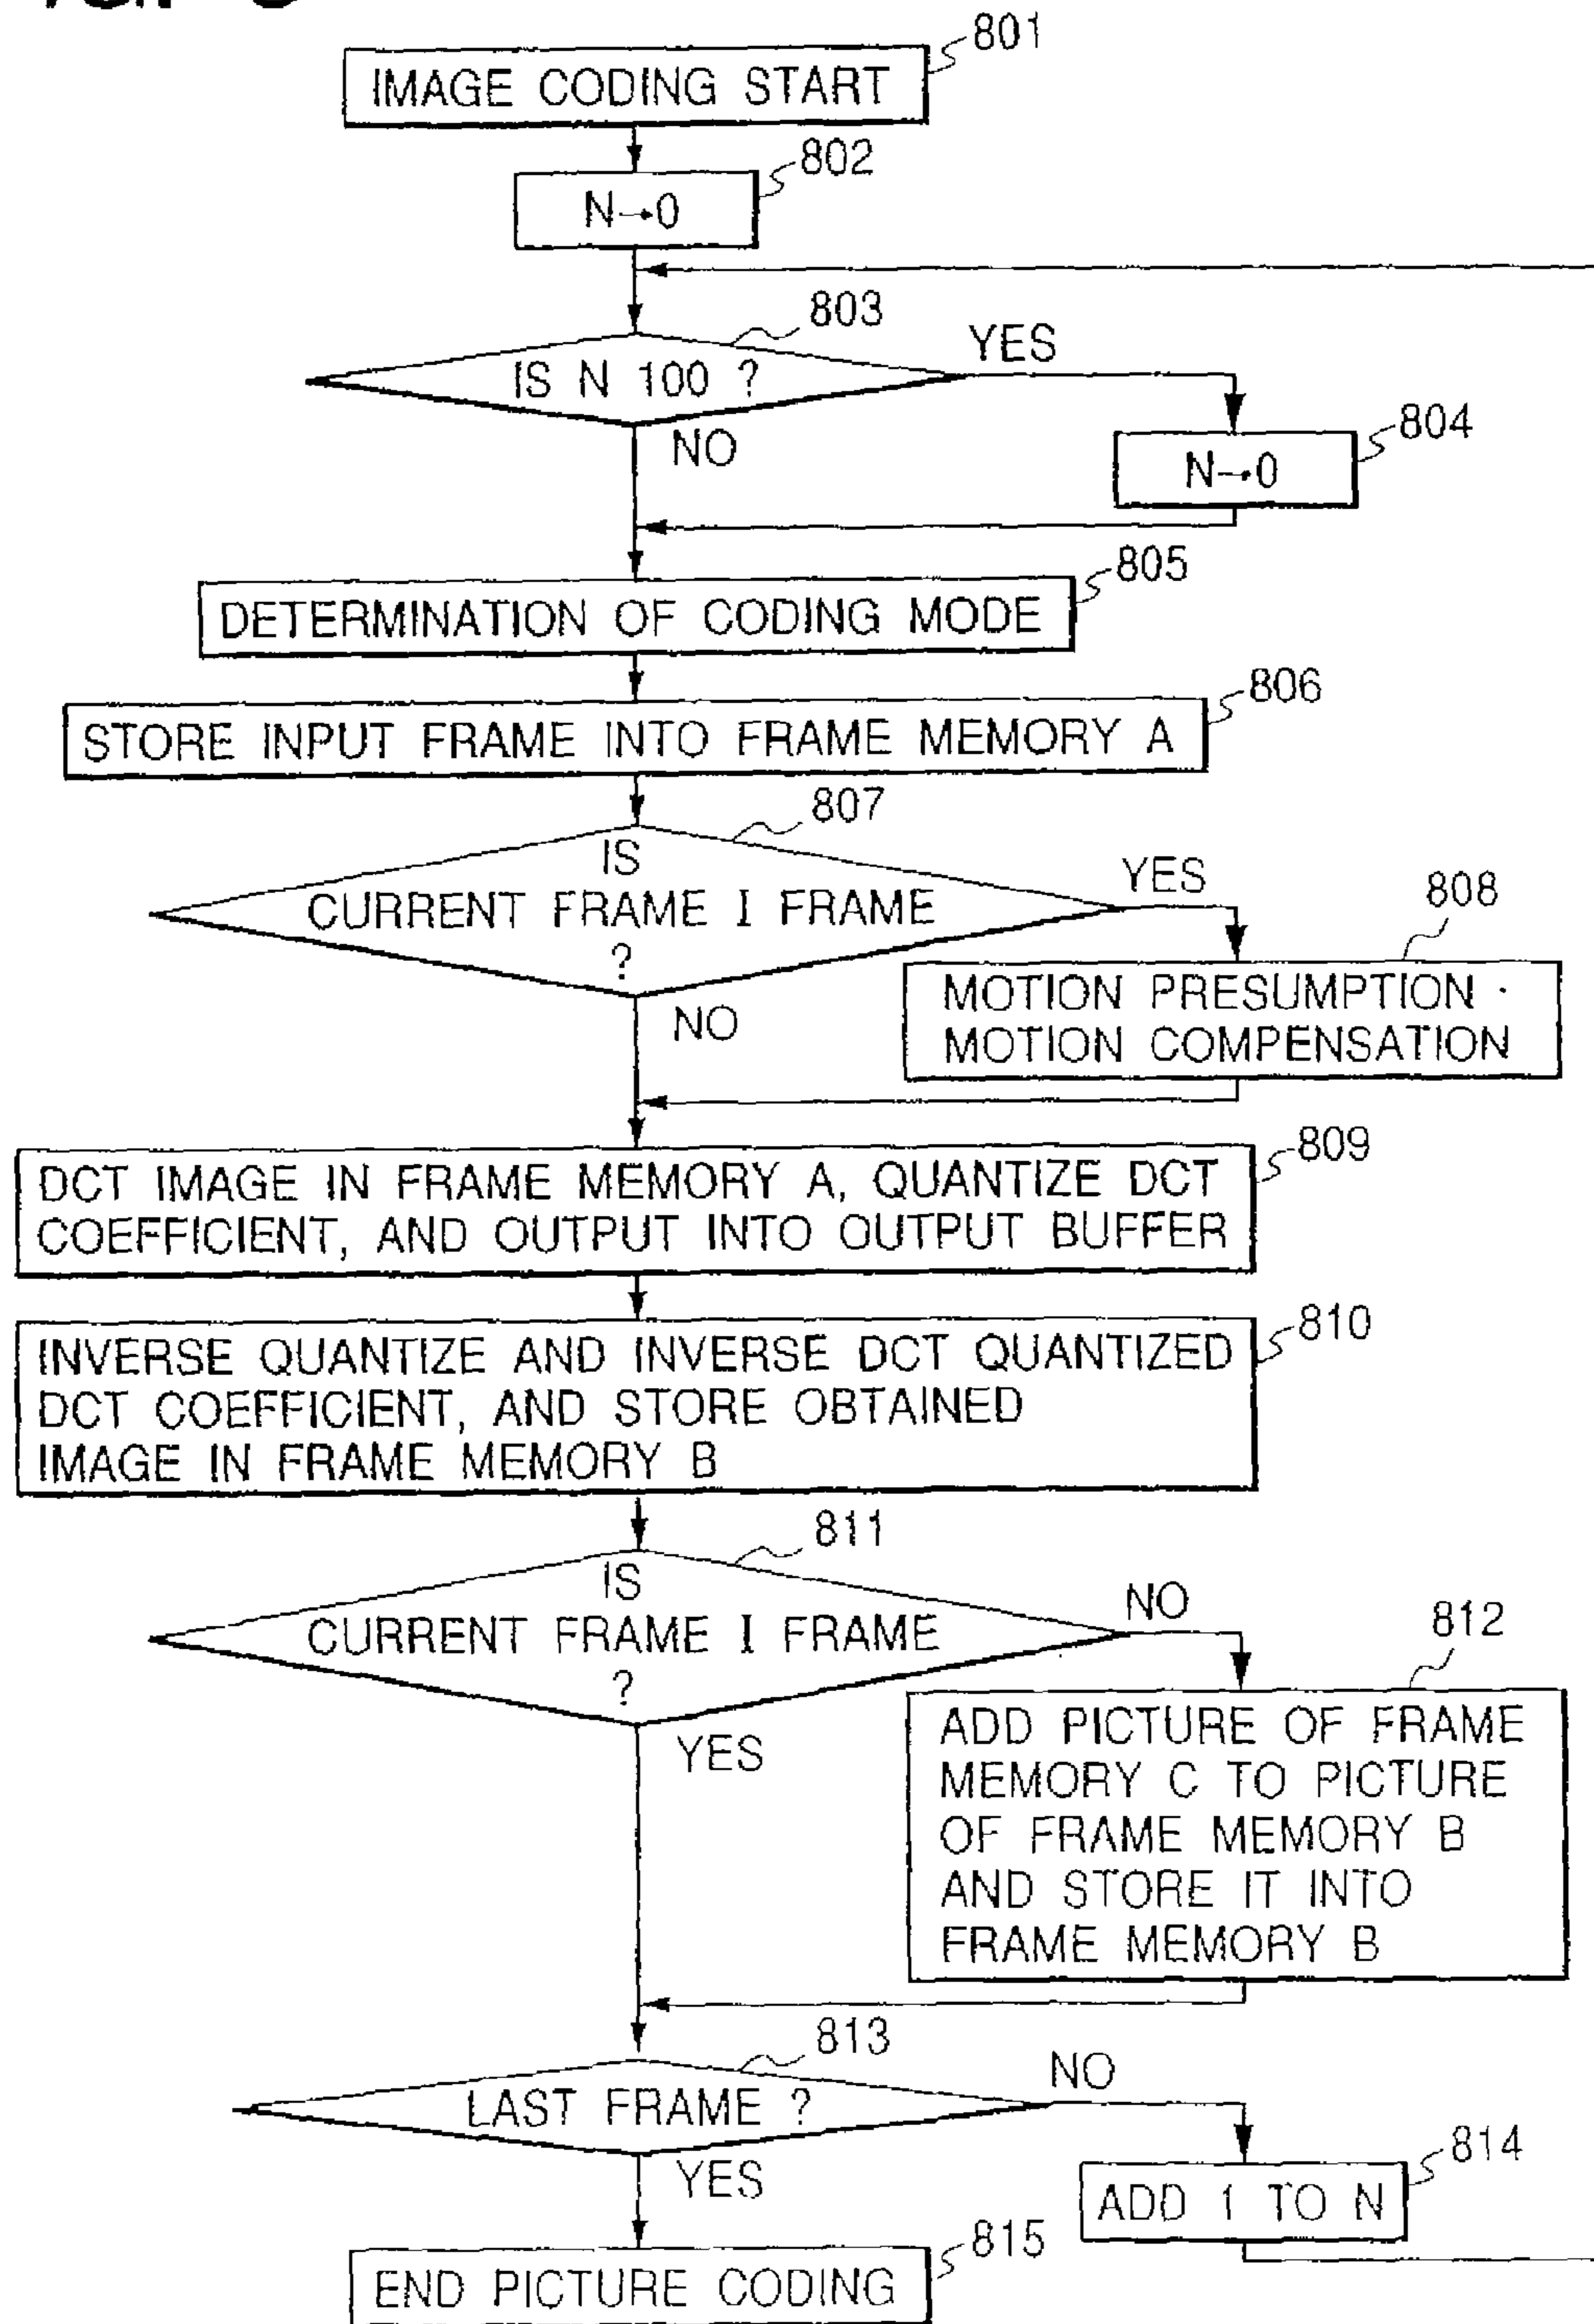 801
IMAGE CODING START
802
N→0
803
IS N 100 ?
YES
NO
804
N→0
805
DETERMINATION OF CODING MODE
806
STORE INPUT FRAME INTO FRAME MEMORY A
807
IS
CURRENT FRAME I FRAME
?
YES
NO
808
MOTION PRESUMPTION ·
MOTION COMPENSATION
809
DCT IMAGE IN FRAME MEMORY A, QUANTIZE DCT
COEFFICIENT, AND OUTPUT INTO OUTPUT BUFFER
810
INVERSE QUANTIZE AND INVERSE DCT QUANTIZED
DCT COEFFICIENT, AND STORE OBTAINED
IMAGE IN FRAME MEMORY B
811
IS
CURRENT FRAME I FRAME
?
NO
YES
812
ADD PICTURE OF FRAME
MEMORY C TO PICTURE
OF FRAME MEMORY B
AND STORE IT INTO
FRAME MEMORY B
813
LAST FRAME ?
NO
YES
814
ADD 1 TO N
815
END PICTURE CODING